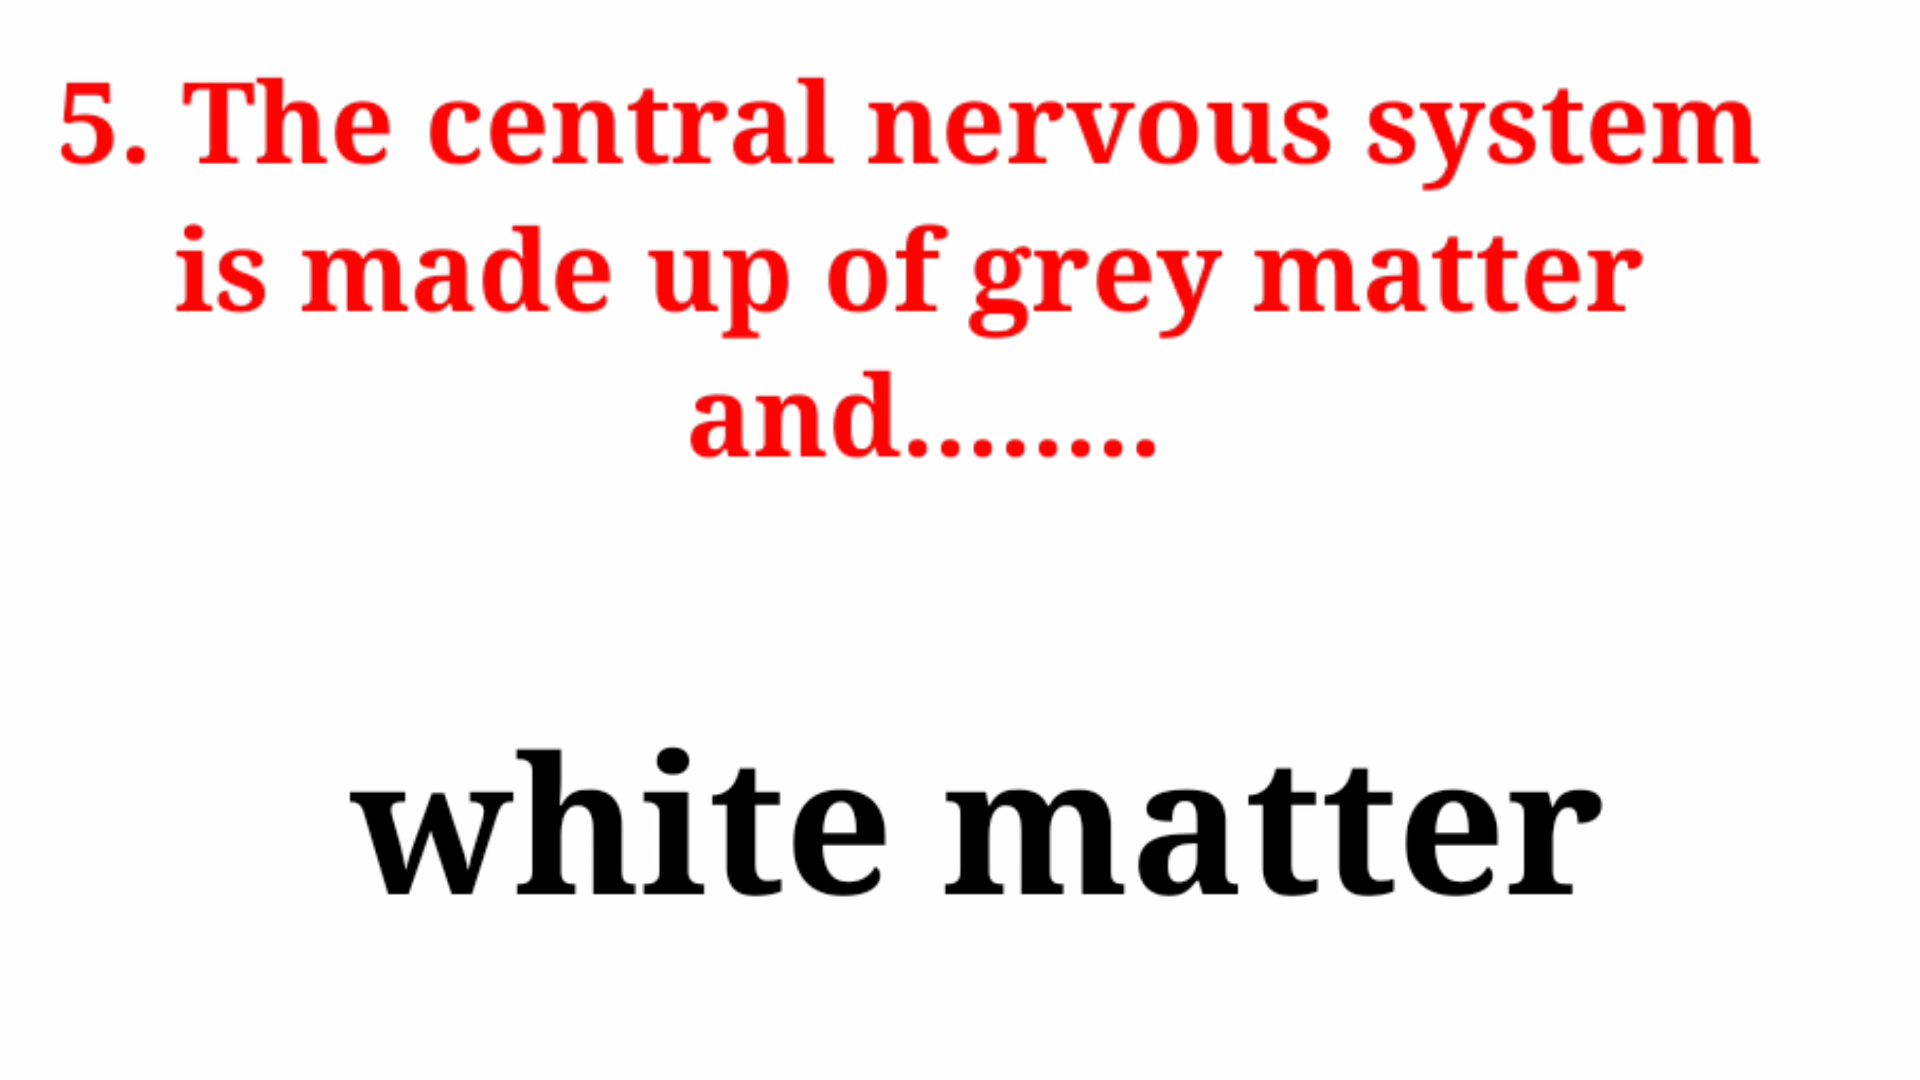 5. The central nervous system
is made up of grey matter
and........
white matter